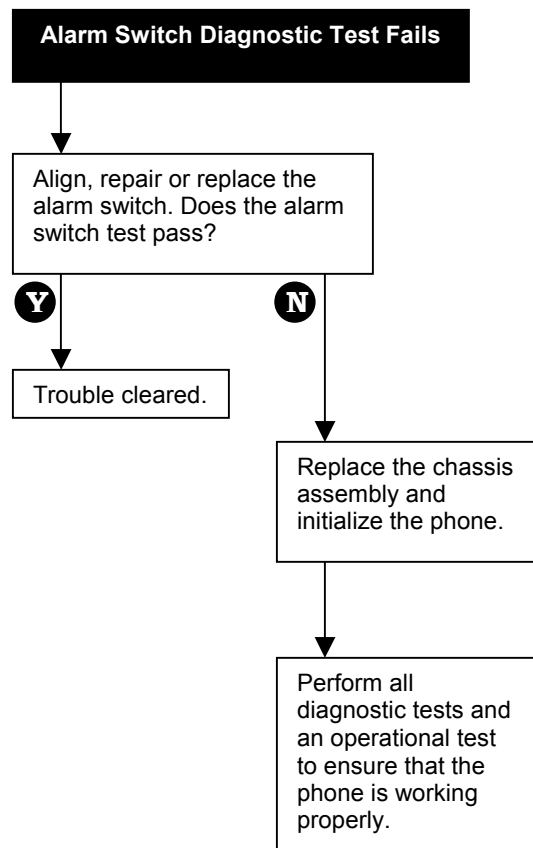 Alarm Switch Diagnostic Test Fails
Align, repair or replace the
alarm switch. Does the alarm
switch test pass?
Y
N
Trouble cleared.
Replace the chassis
assembly and
initialize the phone.
Perform all
diagnostic tests and
an operational test
to ensure that the
phone is working
properly.